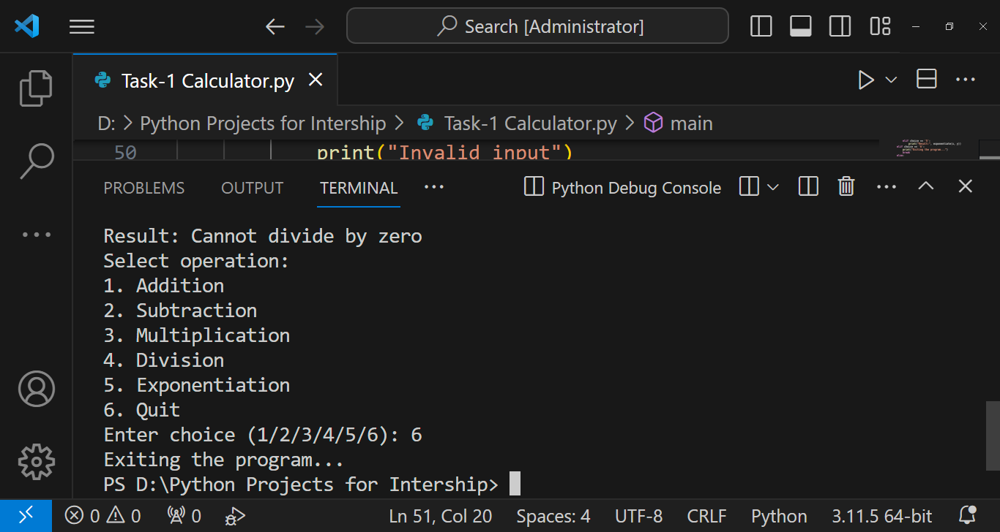 Search [Administrator]
Task-1 Calculator.py
D: > Python Projects for Intership > Task-1 Calculator.py > main
50 print("Invalid input")
PROBLEMS OUTPUT TERMINAL ... Python Debug Console
Result: Cannot divide by zero
Select operation:
1. Addition
2. Subtraction
3. Multiplication
4. Division
5. Exponentiation
6. Quit
Enter choice (1/2/3/4/5/6): 6
Exiting the program...
PS D:\Python Projects for Intership>
0 0 0 Ln 51, Col 20 Spaces: 4 UTF-8 CRLF Python 3.11.5 64-bit